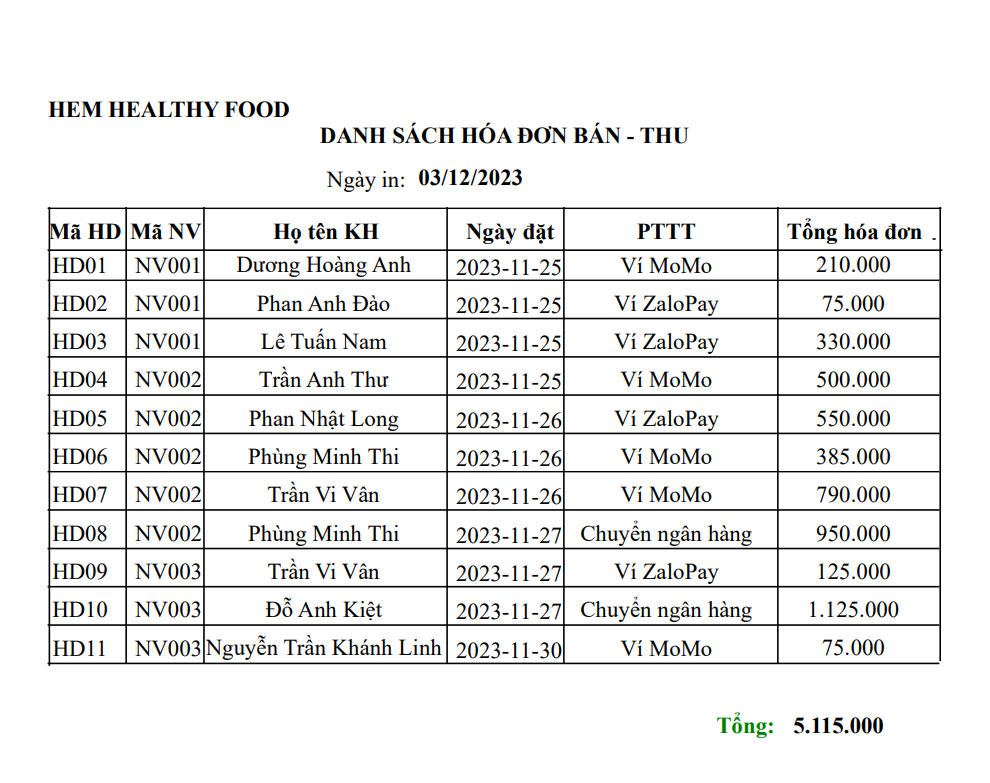 HEM HEALTHY FOOD
DANH SÁCH HÓA ĐƠN BÁN - THU
Ngày in: 03/12/2023
Mã HD Mã NV Họ tên KH Ngày đặt PTTT Tổng hóa đơn .
HD01 NV001 Dương Hoàng Anh 2023-11-25 Ví MoMo 210.000
HD02 NV001 Phan Anh Đào 2023-11-25 Ví ZaloPay 75.000
HD03 NV001 Lê Tuấn Nam 2023-11-25 Ví ZaloPay 330.000
HD04 NV002 Trần Anh Thư 2023-11-25 Ví MoMo 500.000
HD05 NV002 Phan Nhật Long 2023-11-26 Ví ZaloPay 550.000
HD06 NV002 Phùng Minh Thi 2023-11-26 Ví MoMo 385.000
HD07 NV002 Trần Vi Vân 2023-11-26 Ví MoMo 790.000
HD08 NV002 Phùng Minh Thi 2023-11-27 Chuyển ngân hàng 950.000
HD09 NV003 Trần Vi Vân 2023-11-27 Ví ZaloPay 125.000
HD10 NV003 Đỗ Anh Kiệt 2023-11-27 Chuyển ngân hàng 1.125.000
HD11 NV003 Nguyễn Trần Khánh Linh 2023-11-30 Ví MoMo 75.000
Tổng: 5.115.000